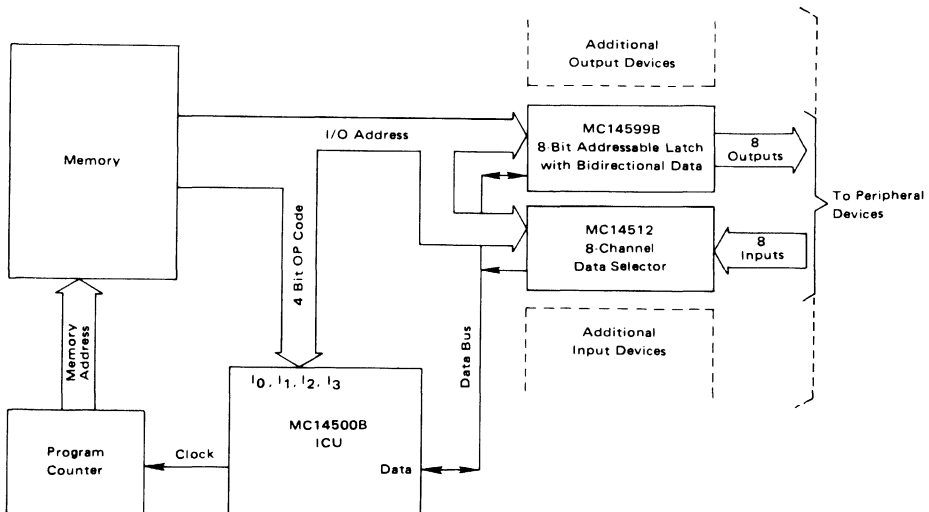 Additional
Output Devices
Memory
I/O Address
MC14599B
8-Bit Addressable Latch
with Bidirectional Data
8
Outputs
To Peripheral
Devices
MC14512
8-Channel
Data Selector
8
Inputs
4 Bit OP Code
Memory
Address
Data Bus
Additional
Input Devices
I0, I1, I2, I3
MC14500B
ICU
Program
Counter
Clock
Data